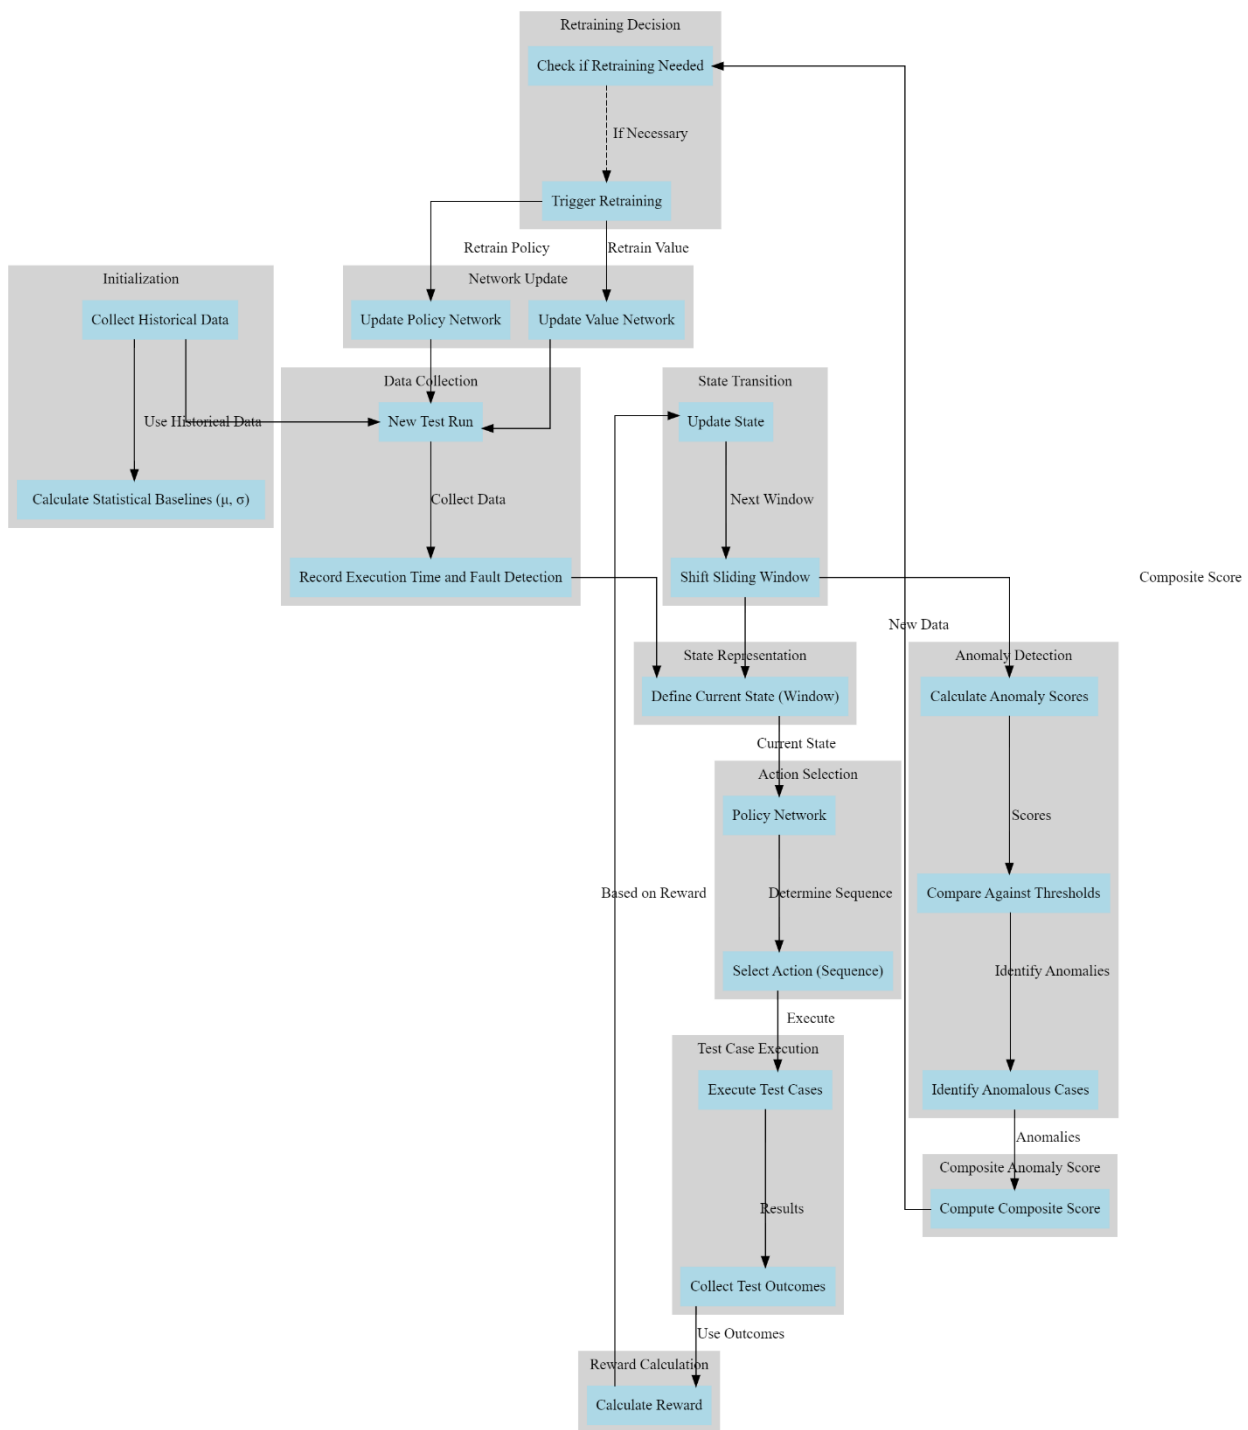 Retraining Decision
Check if Retraining Needed
If Necessary
Trigger Retraining
Retrain Policy
Retrain Value
Initialization
Network Update
Collect Historical Data
Update Policy Network
Update Value Network
Data Collection
State Transition
Use Historical Data
New Test Run
Update State
Calculate Statistical Baselines (μ, σ)
Collect Data
Next Window
Record Execution Time and Fault Detection
Shift Sliding Window
Composite Score
New Data
State Representation
Anomaly Detection
Define Current State (Window)
Calculate Anomaly Scores
Current State
Action Selection
Policy Network
Scores
Based on Reward
Determine Sequence
Compare Against Thresholds
Select Action (Sequence)
Identify Anomalies
Execute
Test Case Execution
Execute Test Cases
Identify Anomalous Cases
Anomalies
Composite Anomaly Score
Results
Compute Composite Score
Collect Test Outcomes
Use Outcomes
Reward Calculation
Calculate Reward